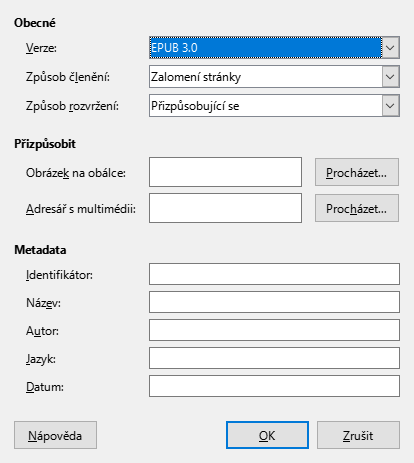 Obecné
Verze: EPUB 3.0
Způsob členění: Zalomení stránky
Způsob rozvržení: Přizpůsobující se
Přizpůsobit
Obrázek na obálce: Procházet...
Adresář s multimédii: Procházet...
Metadata
Identifikátor:
Název:
Autor:
Jazyk:
Datum:
Nápověda OK Zrušit